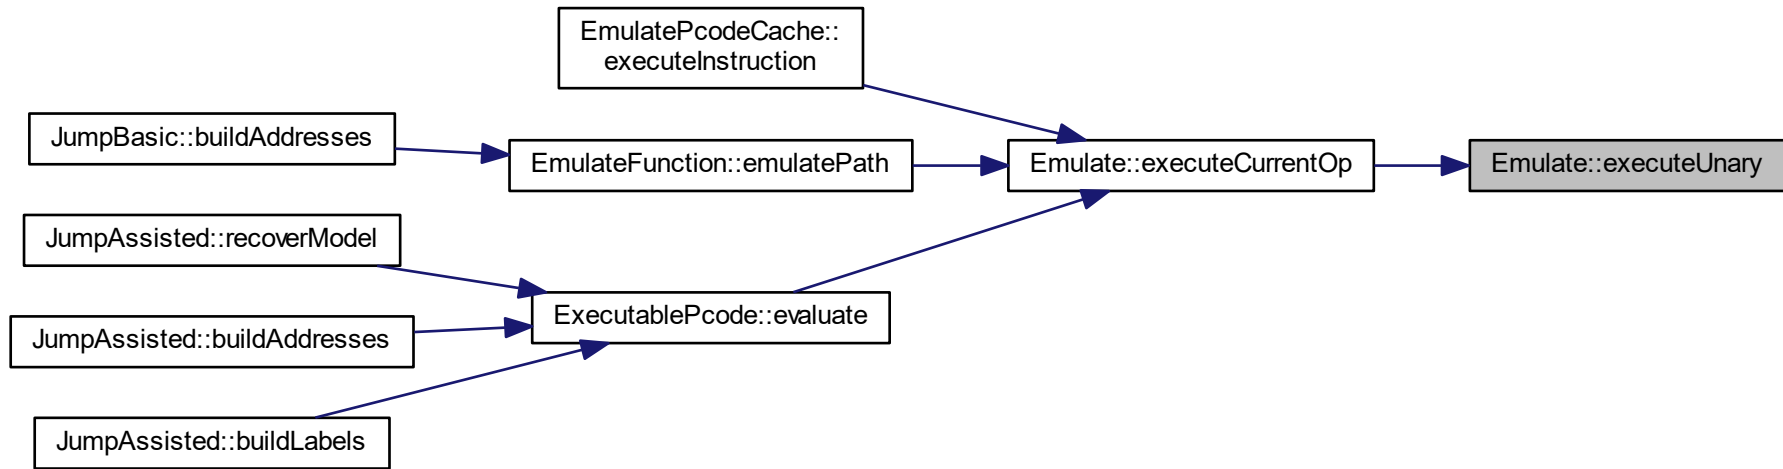 EmulatePcodeCache::
executeInstruction
JumpBasic::buildAddresses
EmulateFunction::emulatePath
Emulate::executeCurrentOp
Emulate::executeUnary
JumpAssisted::recoverModel
ExecutablePcode::evaluate
JumpAssisted::buildAddresses
JumpAssisted::buildLabels